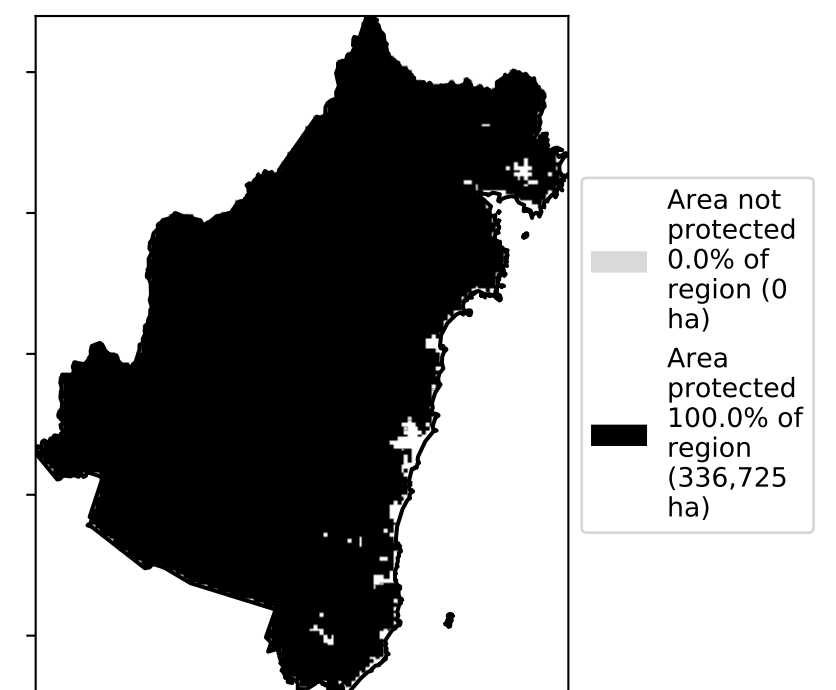 Area not
protected
0.0% of
region (0
ha)
Area
protected
100.0% of
region
(336,725
ha)